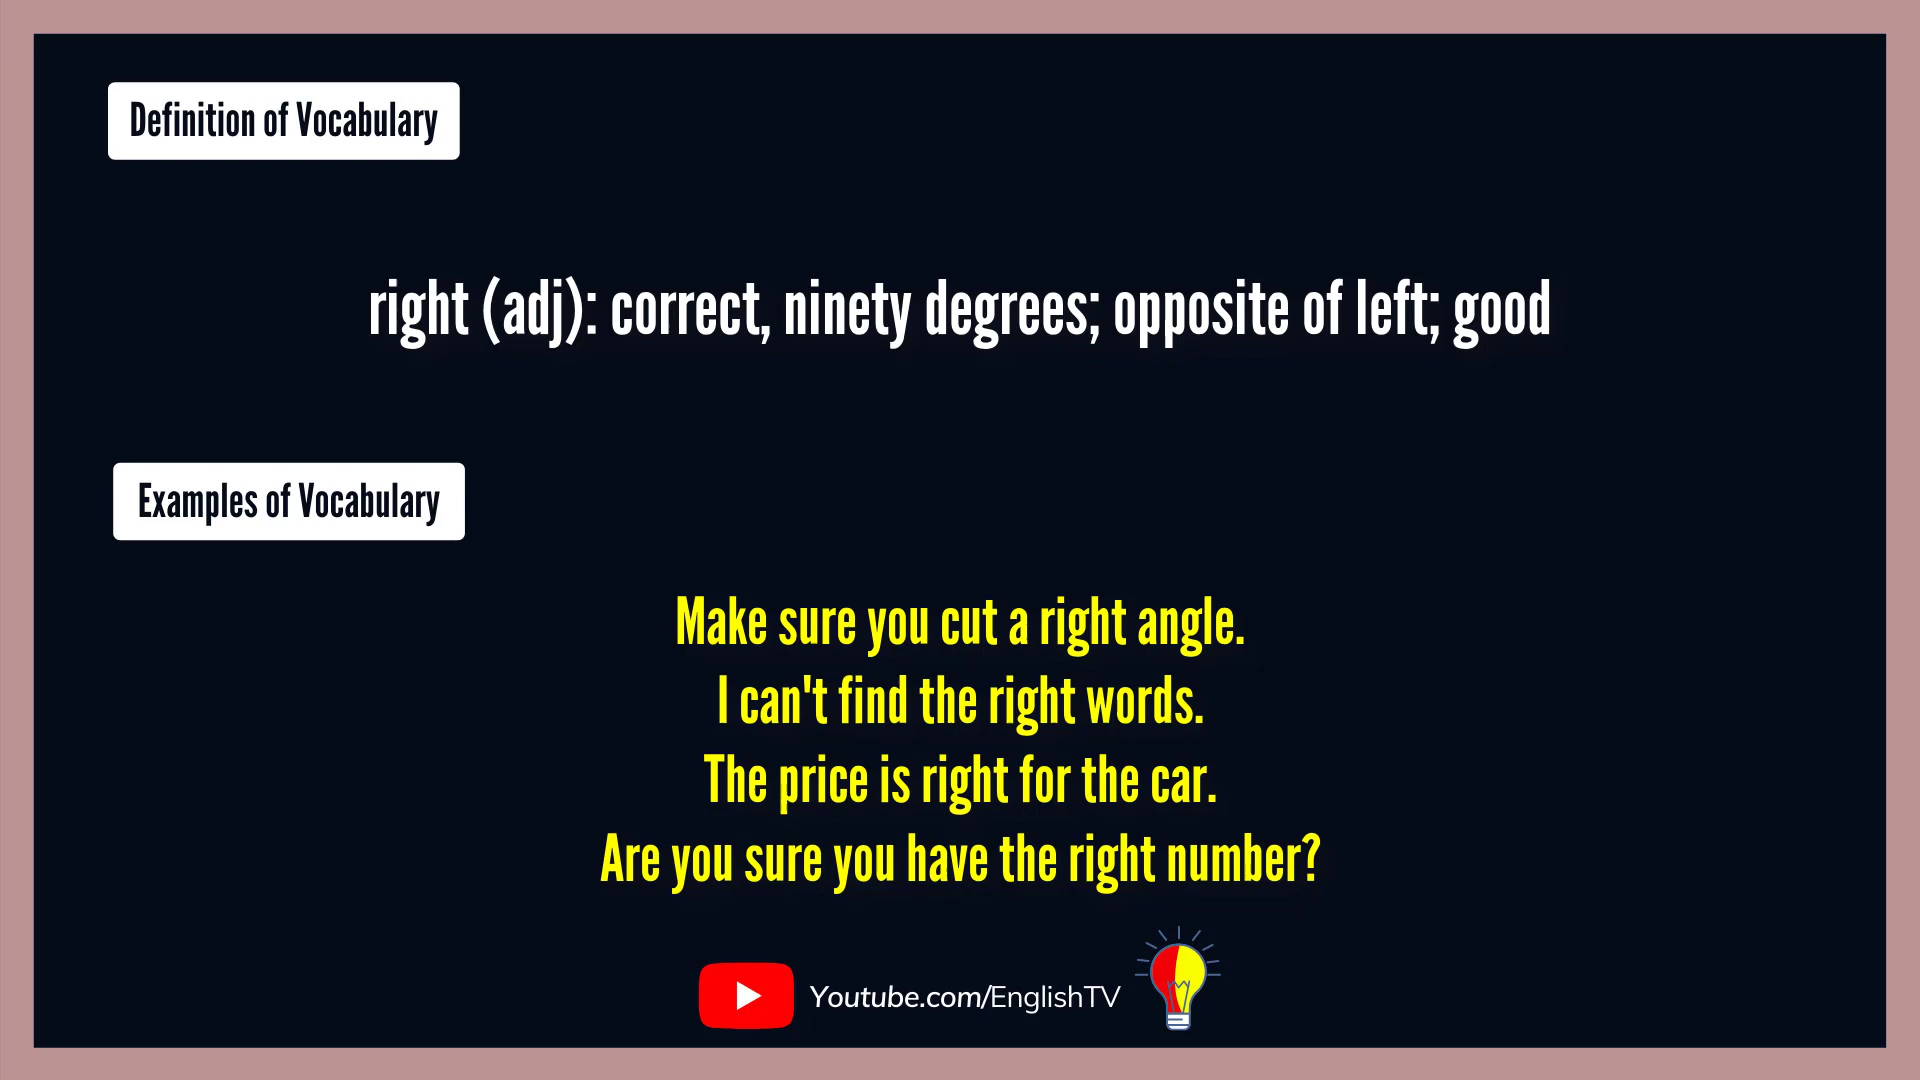 Definition of Vocabulary
right (adj): correct, ninety degrees; opposite of left; good
Examples of Vocabulary
Make sure you cut a right angle.
I can't find the right words.
The price is right for the car.
Are you sure you have the right number?
Youtube.com/EnglishTV